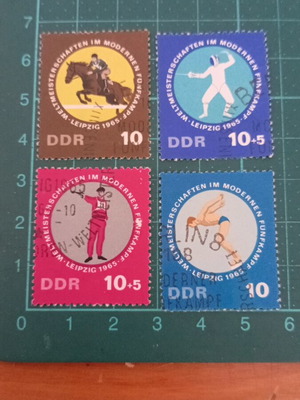 WELTMEISTERSCHAFTEN IM MODERNEN FÜNFKAMPF · LEIPZIG 1965 ·
DDR 10
WELTMEISTERSCHAFTEN IM MODERNEN FÜNFKAMPF · LEIPZIG 1965 ·
DDR 10+5
WELTMEISTERSCHAFTEN IM MODERNEN FÜNFKAMPF · LEIPZIG 1965 ·
DDR 10+5
WELTMEISTERSCHAFTEN IM MODERNEN FÜNFKAMPF · LEIPZIG 1965 ·
DDR 10
5
4
3
2
1
0 1 2 3 4 5 6